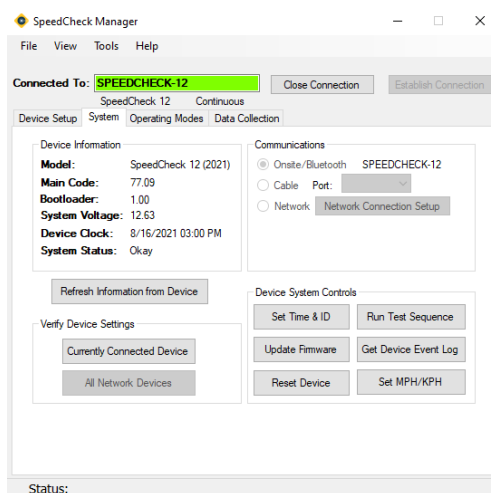 SpeedCheck Manager
File View Tools Help
Connected To: SPEEDCHECK-12 Close Connection Establish Connection
SpeedCheck 12 Continuous
Device Setup System Operating Modes Data Collection
Device Information
Model: SpeedCheck 12 (2021)
Main Code: 77.09
Bootloader: 1.00
System Voltage: 12.63
Device Clock: 8/16/2021 03:00 PM
System Status: Okay
Communications
Onsite/Bluetooth SPEEDCHECK-12
Cable Port:
Network Network Connection Setup
Refresh Information from Device
Verify Device Settings
Currently Connected Device
All Network Devices
Device System Controls
Set Time & ID Run Test Sequence
Update Firmware Get Device Event Log
Reset Device Set MPH/KPH
Status: